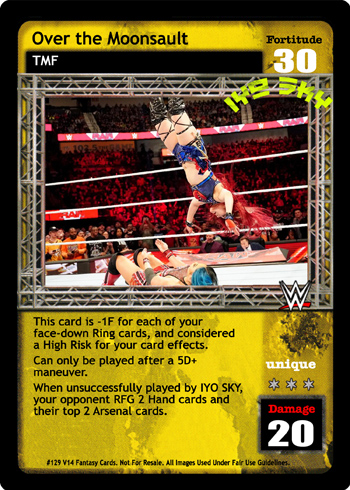 Over the Moonsault
Fortitude
TMF
30
IYO SKY
RAW
W
This card is -1F for each of your
face-down Ring cards, and considered
a High Risk for your card effects.
Can only be played after a 5D+
maneuver.
When unsuccessfully played by IYO SKY,
your opponent RFG 2 Hand cards and
their top 2 Arsenal cards.
unique
Damage
20
#129 V14 Fantasy Cards. Not For Resale. All Images Used Under Fair Use Guidelines.